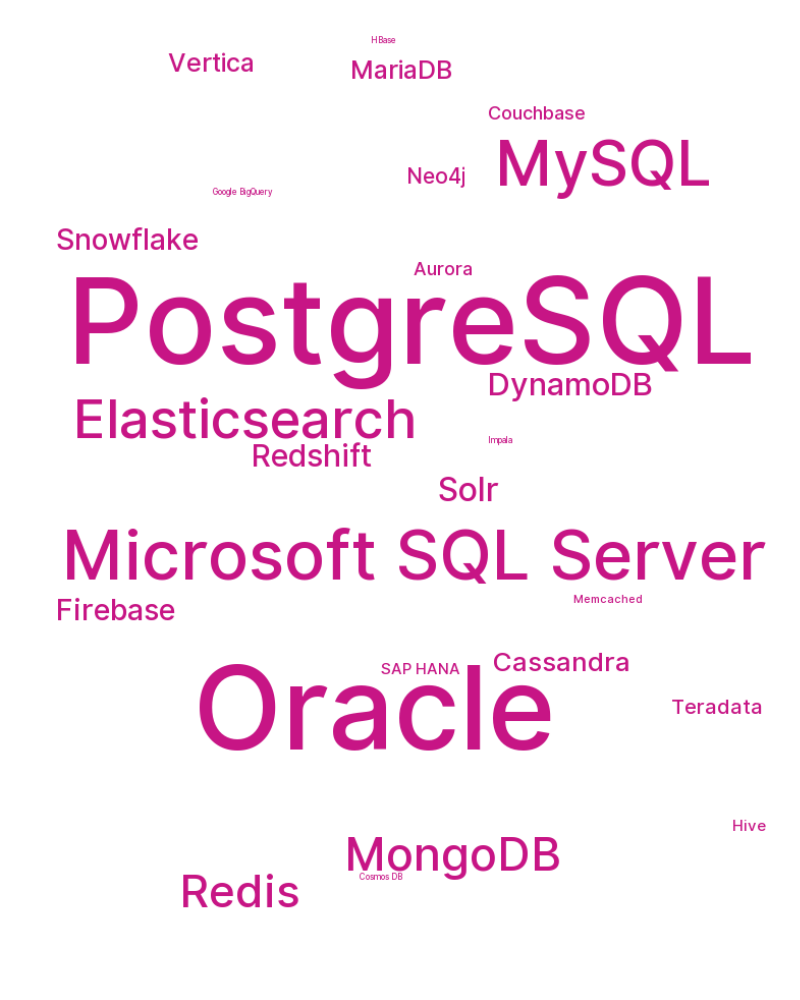 HBase
Vertica
MariaDB
Couchbase
MySQL
Neo4j
Google BigQuery
Snowflake
Aurora
PostgreSQL
DynamoDB
Elasticsearch
Impala
Redshift
Solr
Microsoft SQL Server
Memcached
Firebase
Cassandra
SAP HANA
Oracle
Teradata
Hive
MongoDB
Cosmos DB
Redis